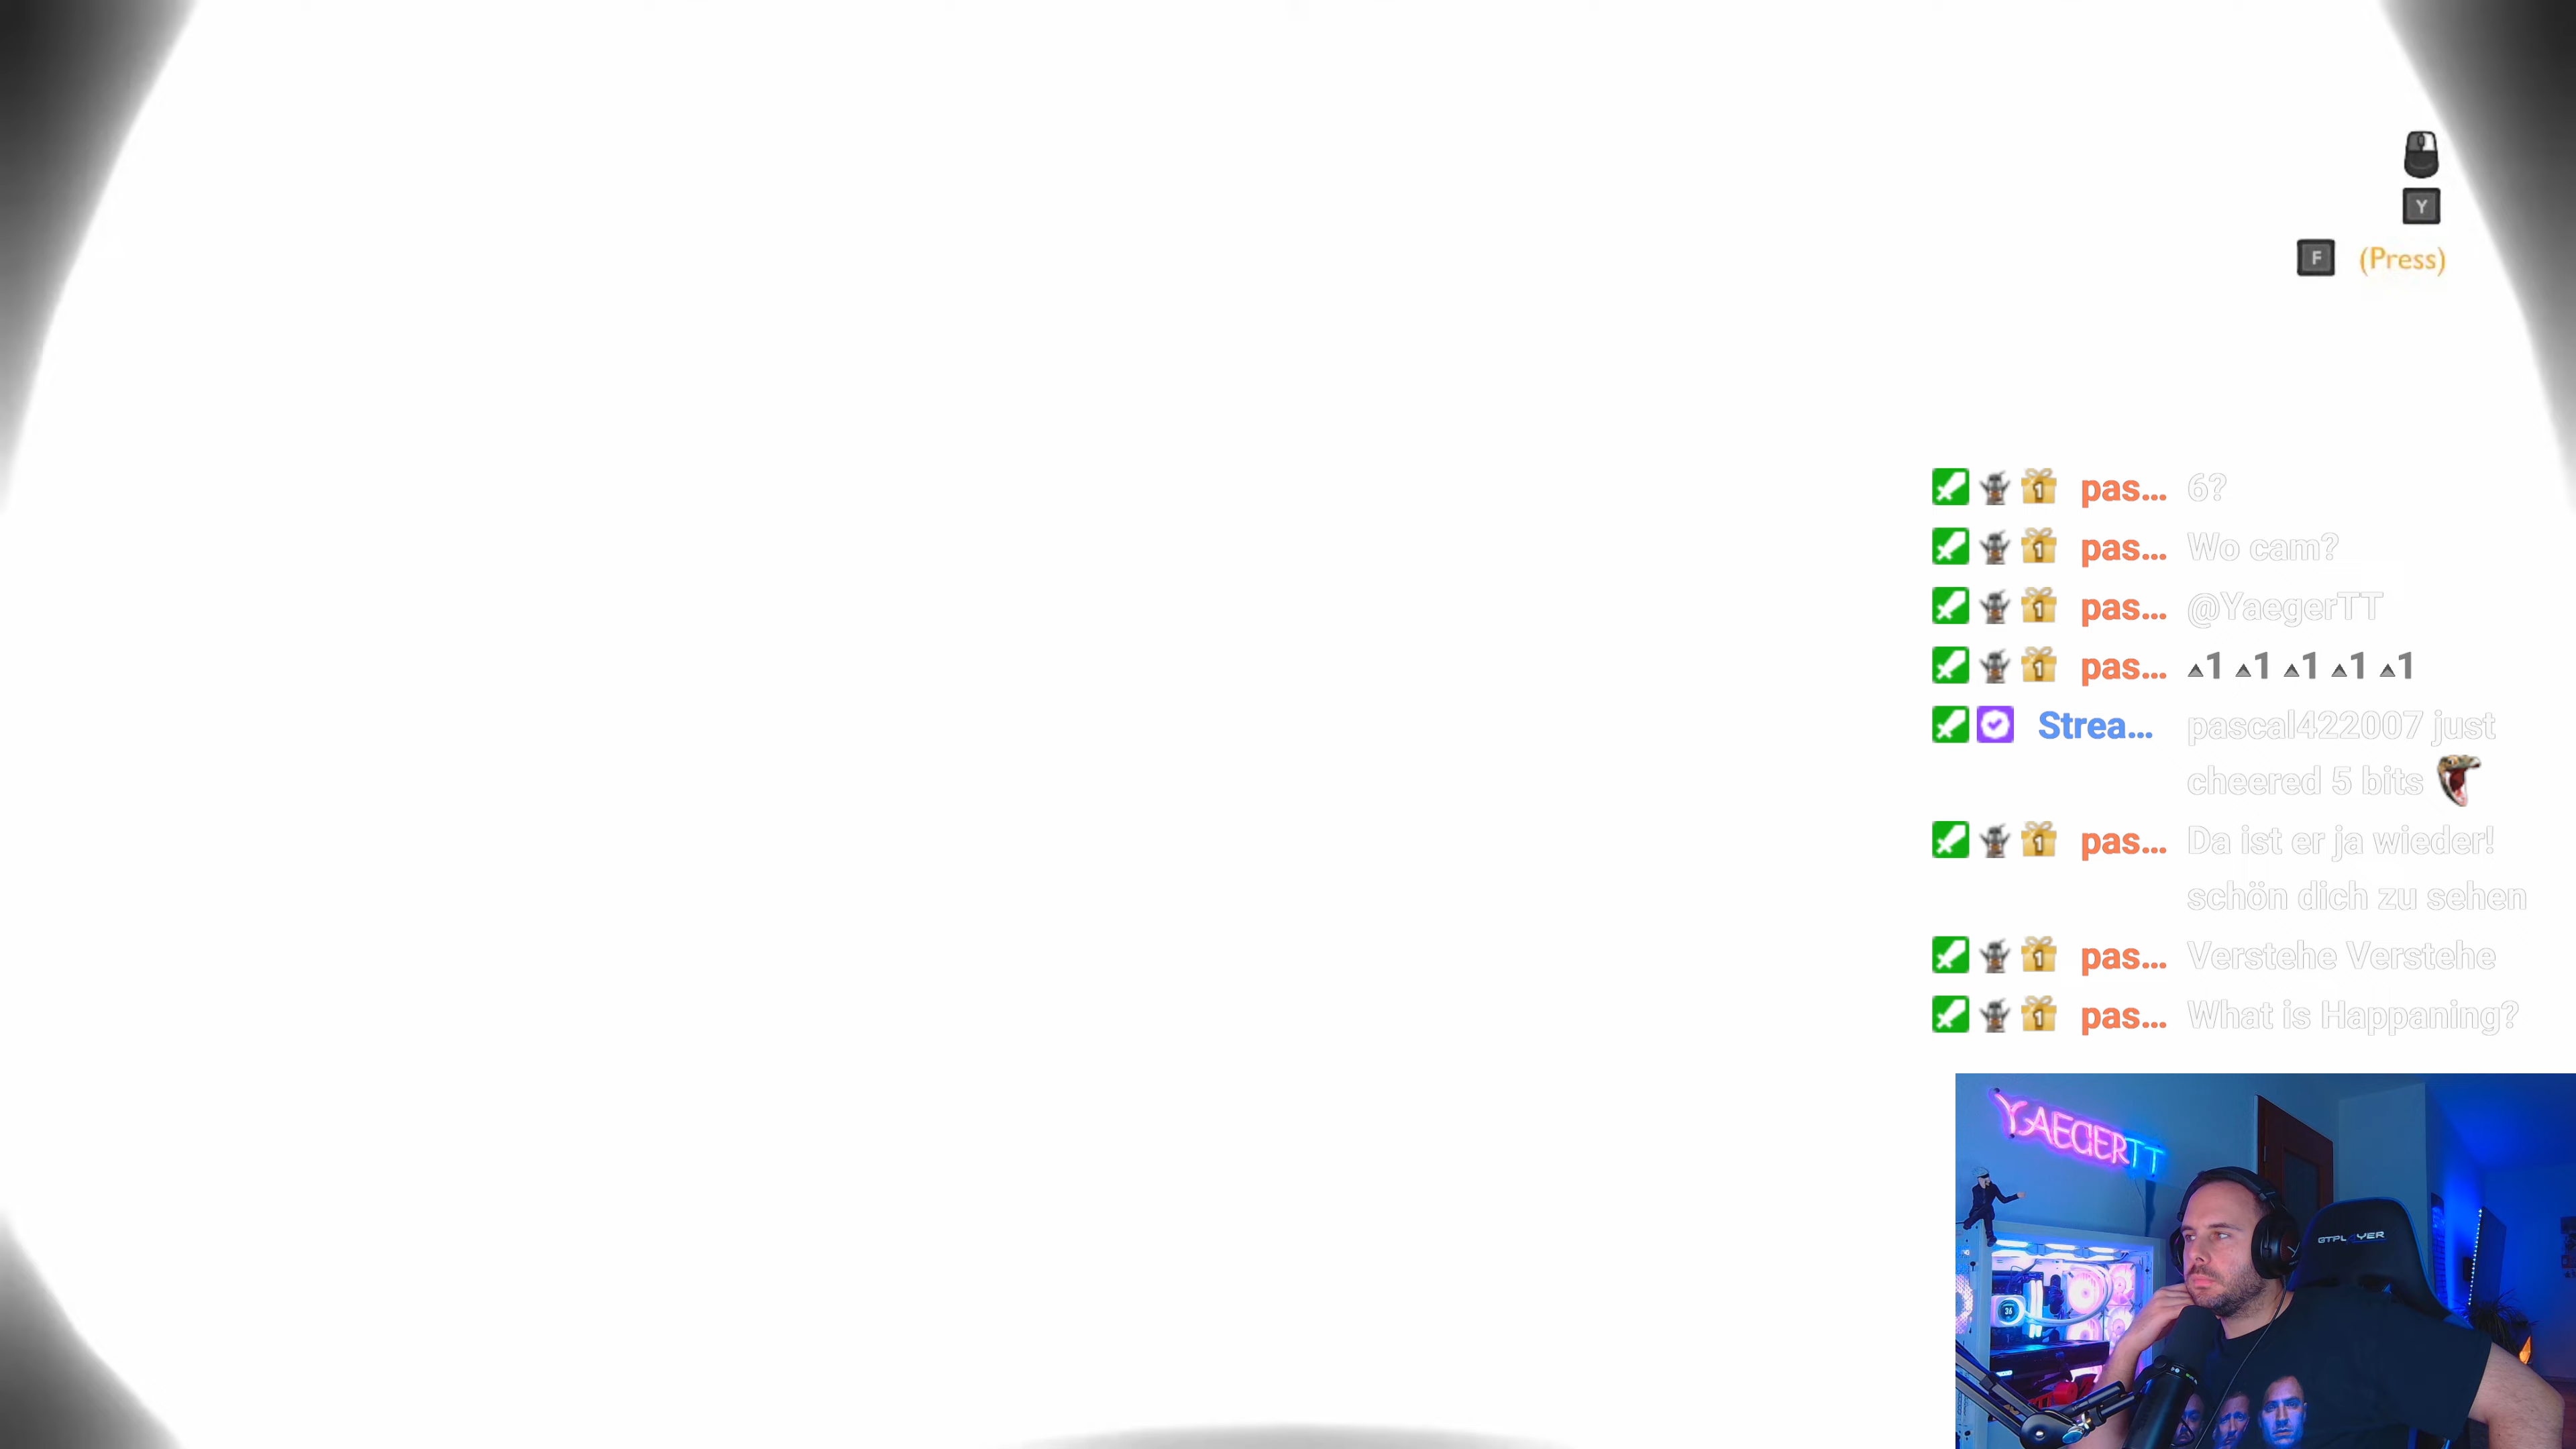 Y
F (Press)
pas... 6?
pas... Wo cam?
pas... @YaegerTT
pas... 1 1 1 1 1
Strea... pascal422007 just
cheered 5 bits
pas... Da ist er ja wieder!
schön dich zu sehen
pas... Verstehe Verstehe
pas... What is Happaning?
YAEGERTT
GTPLAYER
36